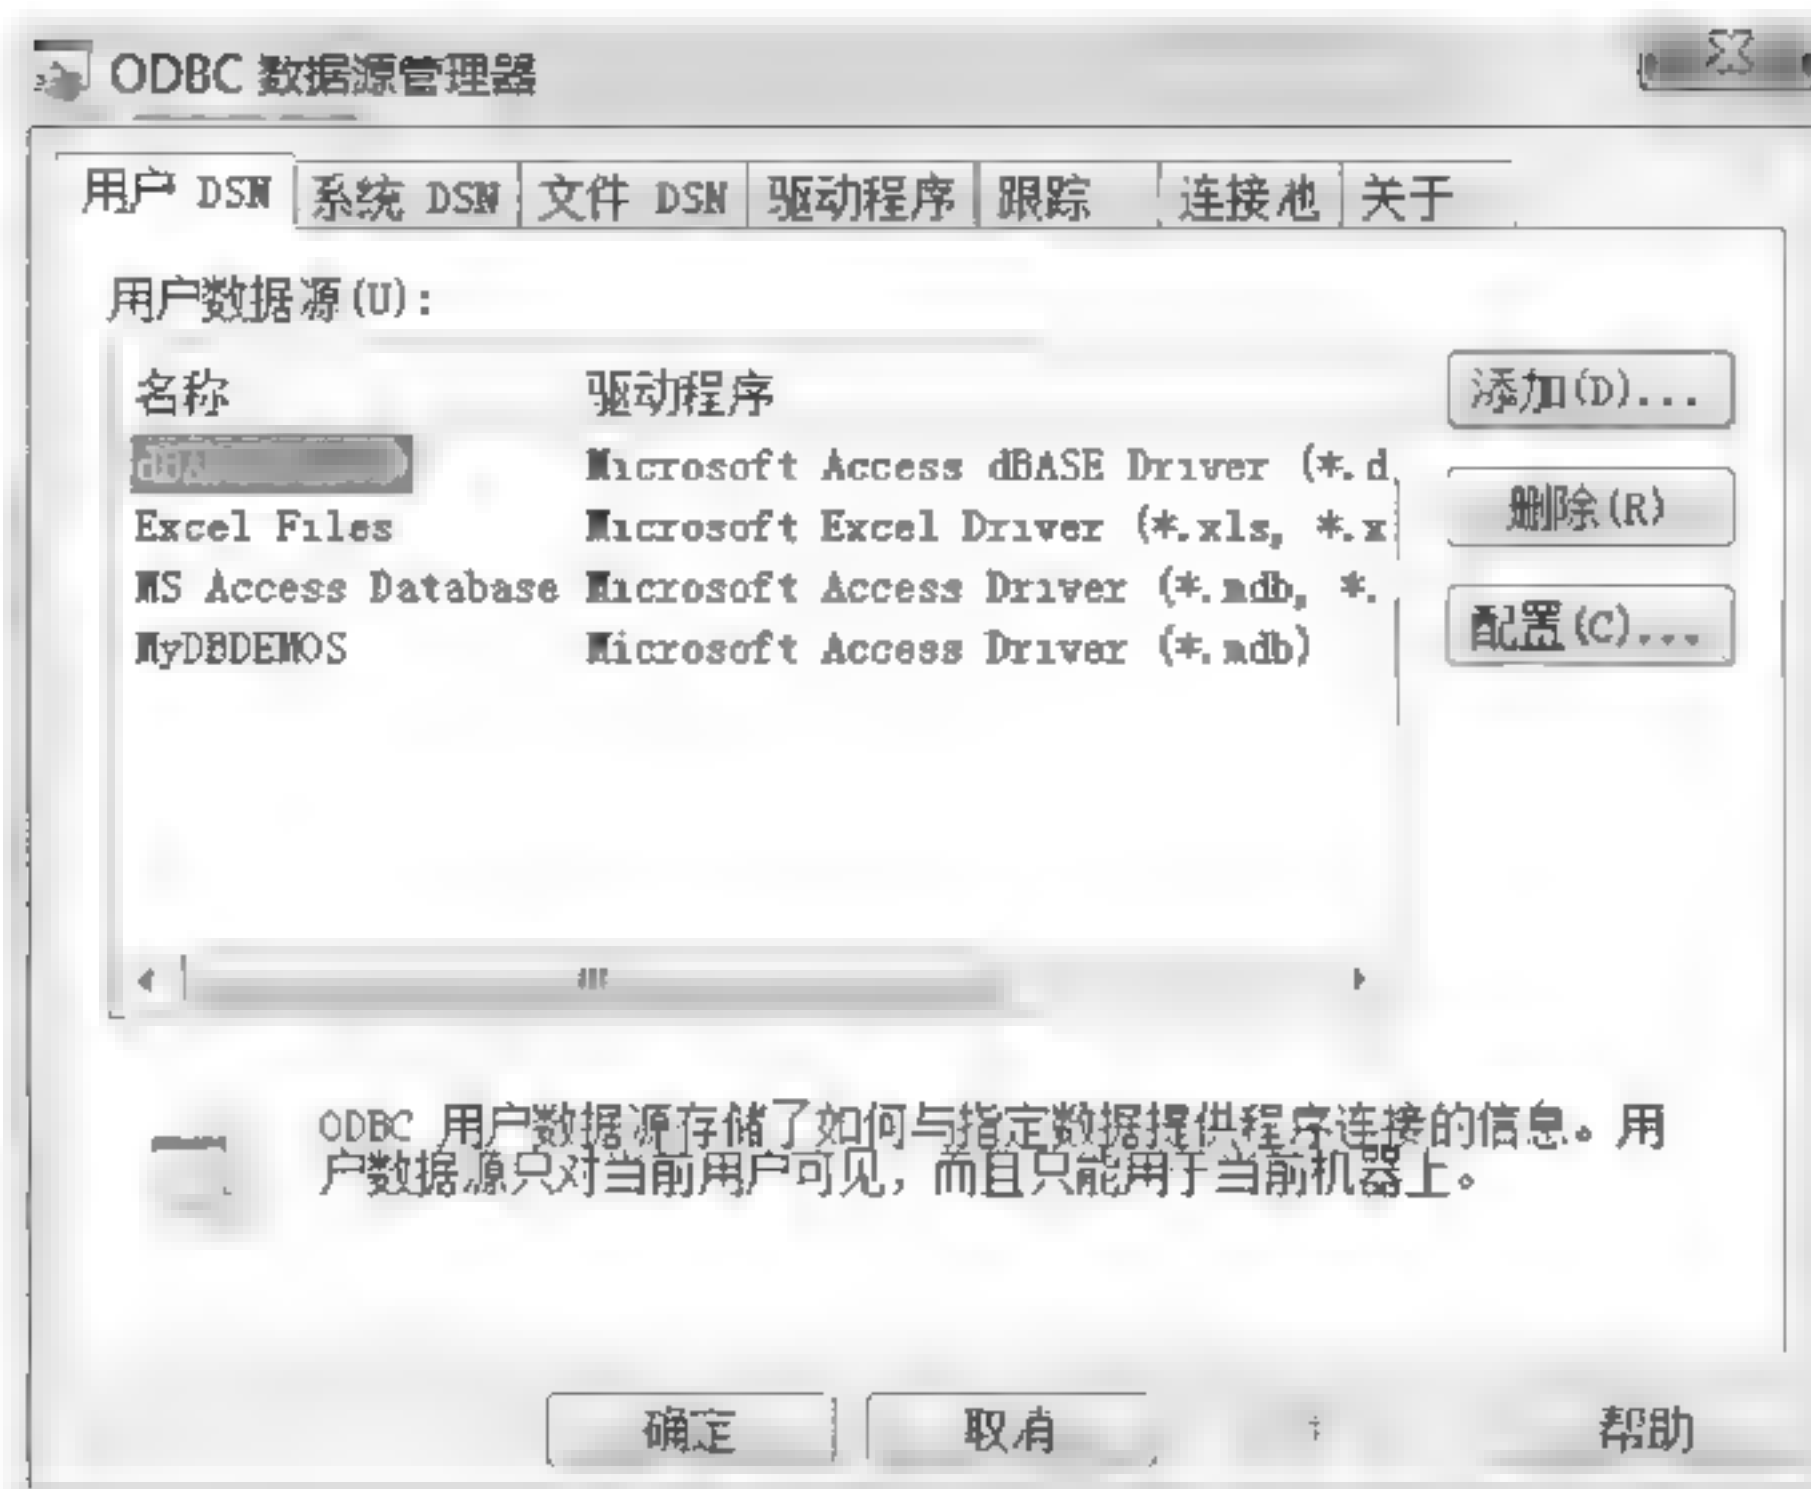 ODBC 数据源管理器
用户 DSN 系统 DSN 文件 DSN 驱动程序 跟踪 连接池 关于
用户数据源(U):
名称 驱动程序 添加(D)...
Microsoft Access dBASE Driver (*.d
Excel Files Microsoft Excel Driver (*.xls, *.x 删除(R)
MS Access Database Microsoft Access Driver (*.mdb, *.
MyDBDEMOS Microsoft Access Driver (*.mdb) 配置(C)...
ODBC 用户数据源存储了如何与指定数据提供程序连接的信息。用
户数据源只对当前用户可见，而且只能用于当前机器上。
确定 取消 帮助